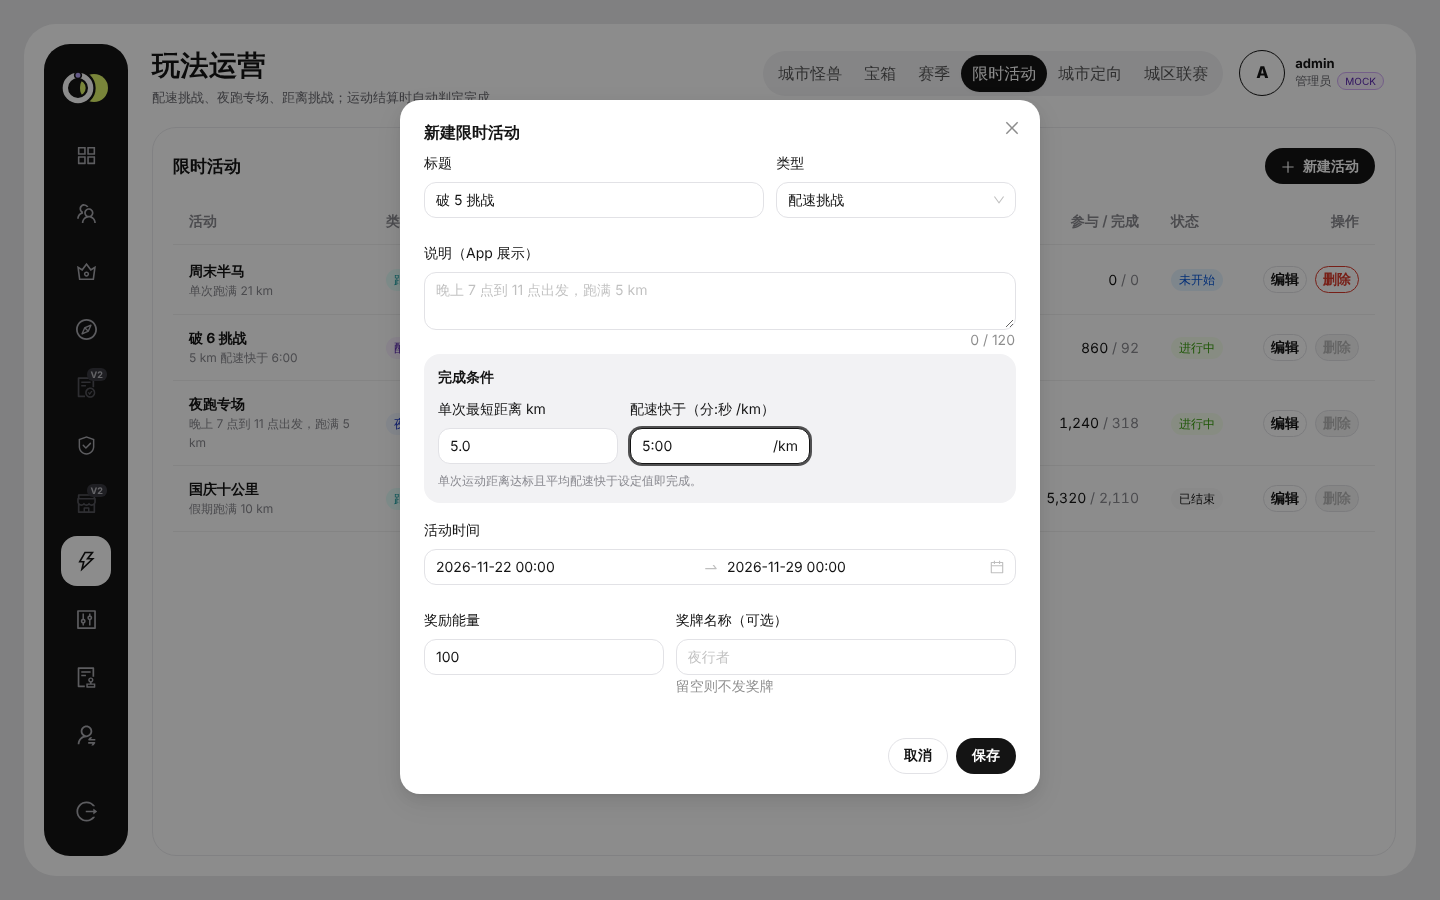 玩法运营
配速挑战、夜跑专场、距离挑战；运动结算时自动判定完成
城市怪兽 宝箱 赛季 限时活动 城市定向 城区联赛
A
admin
管理员 MOCK
V2
V2
限时活动
新建活动
活动 类 参与 / 完成 状态 操作
周末半马
单次跑满 21 km
0 / 0 未开始 编辑 删除
破 6 挑战
5 km 配速快于 6:00
860 / 92 进行中 编辑 删除
夜跑专场
晚上 7 点到 11 点出发，跑满 5
km
1,240 / 318 进行中 编辑 删除
国庆十公里
假期跑满 10 km
5,320 / 2,110 已结束 编辑 删除
新建限时活动
标题 类型
破 5 挑战 配速挑战
说明（App 展示）
晚上 7 点到 11 点出发，跑满 5 km
0 / 120
完成条件
单次最短距离 km 配速快于（分:秒 /km）
5.0 5:00 /km
单次运动距离达标且平均配速快于设定值即完成。
活动时间
2026-11-22 00:00 2026-11-29 00:00
奖励能量 奖牌名称（可选）
100 夜行者
留空则不发奖牌
取消 保存